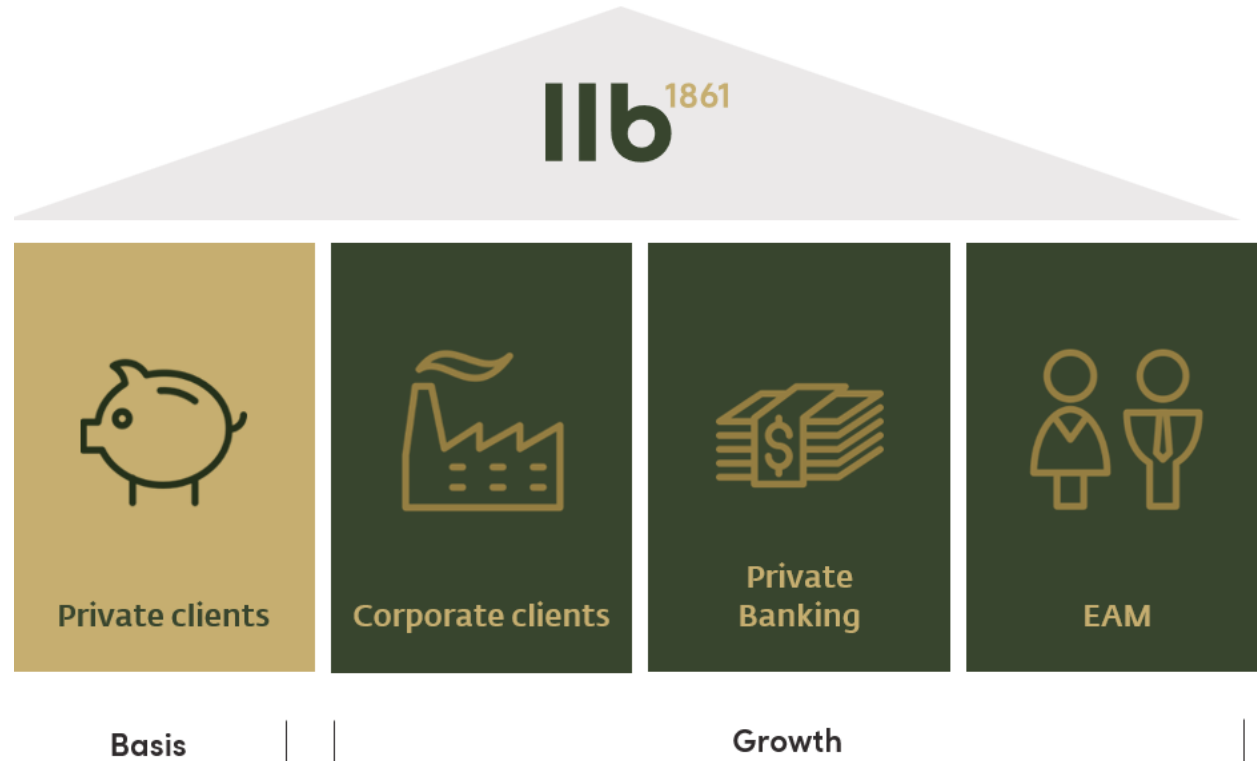 llb 1861
Private clients
Corporate clients
Private
Banking
$
EAM
Basis
Growth